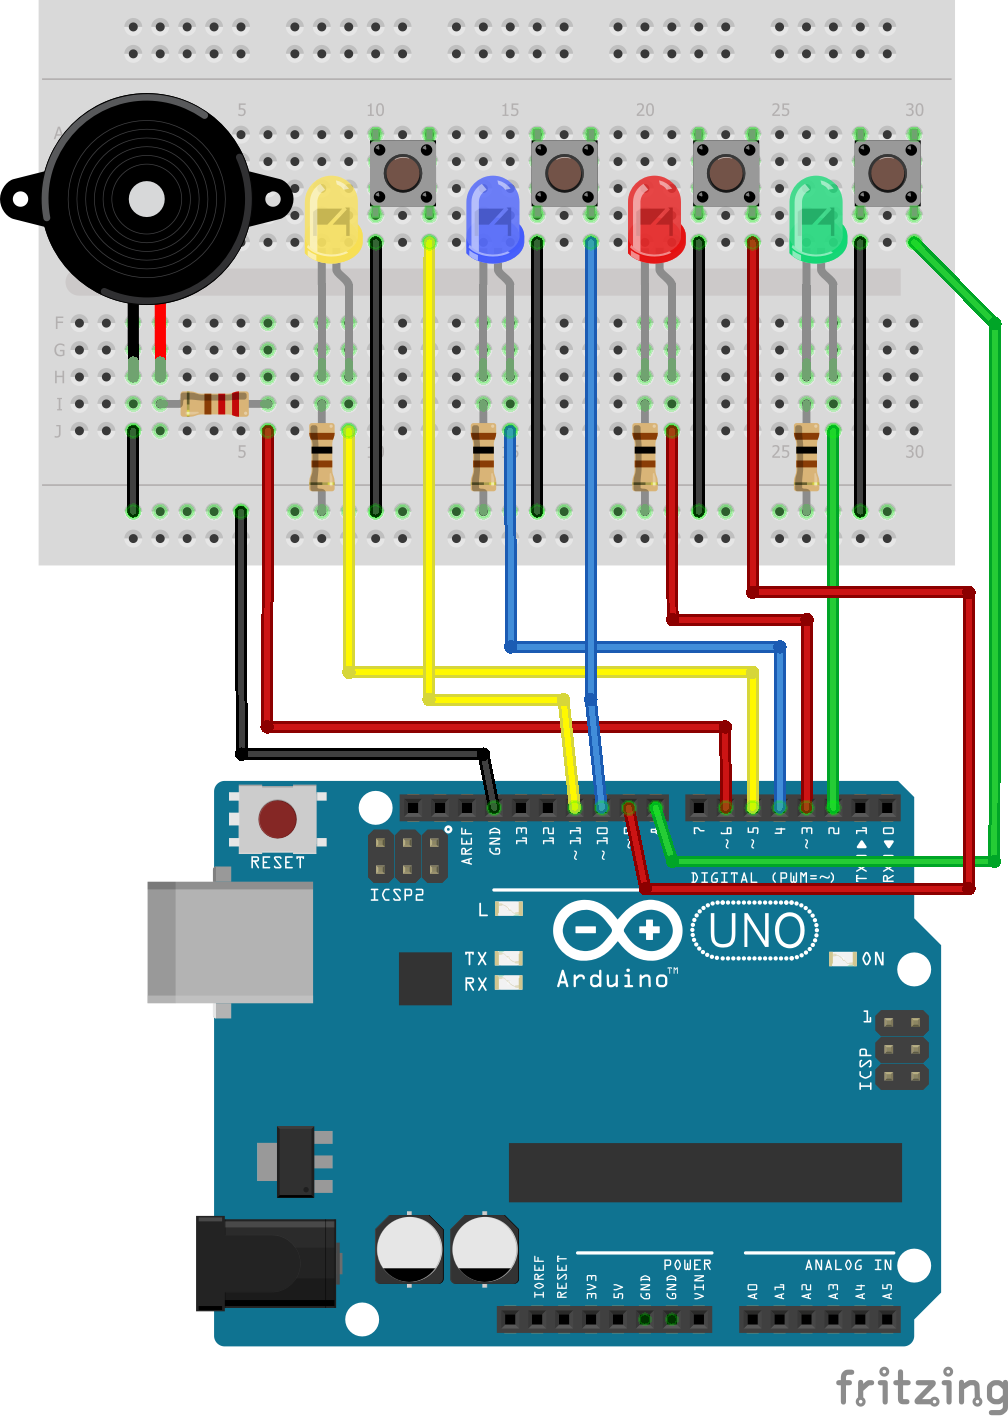 5 10 15 20 25 30
A
F
G
H
I
J
5 25 30
RESET
ICSP2
AREF
GND
13
12
~11
~10
7
~6
~5
4
~3
2
TX 1
RX 0
DIGITAL (PWM=~)
L
TX
RX
Arduino™
UNO
ON
1
ICSP
IOREF
RESET
3V3
5V
GND
GND
VIN
POWER
A0
A1
A2
A3
A4
A5
ANALOG IN
fritzing